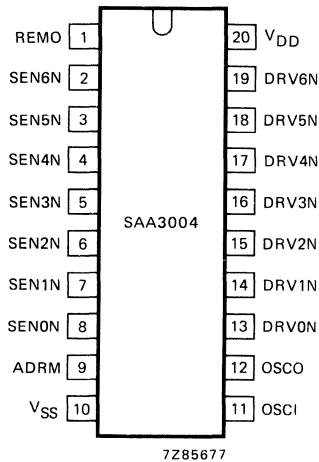 REMO 1 20 VDD
SEN6N 2 19 DRV6N
SEN5N 3 18 DRV5N
SEN4N 4 17 DRV4N
SEN3N 5 16 DRV3N
SAA3004
SEN2N 6 15 DRV2N
SEN1N 7 14 DRV1N
SEN0N 8 13 DRV0N
ADRM 9 12 OSCO
VSS 10 11 OSCI
7Z85677